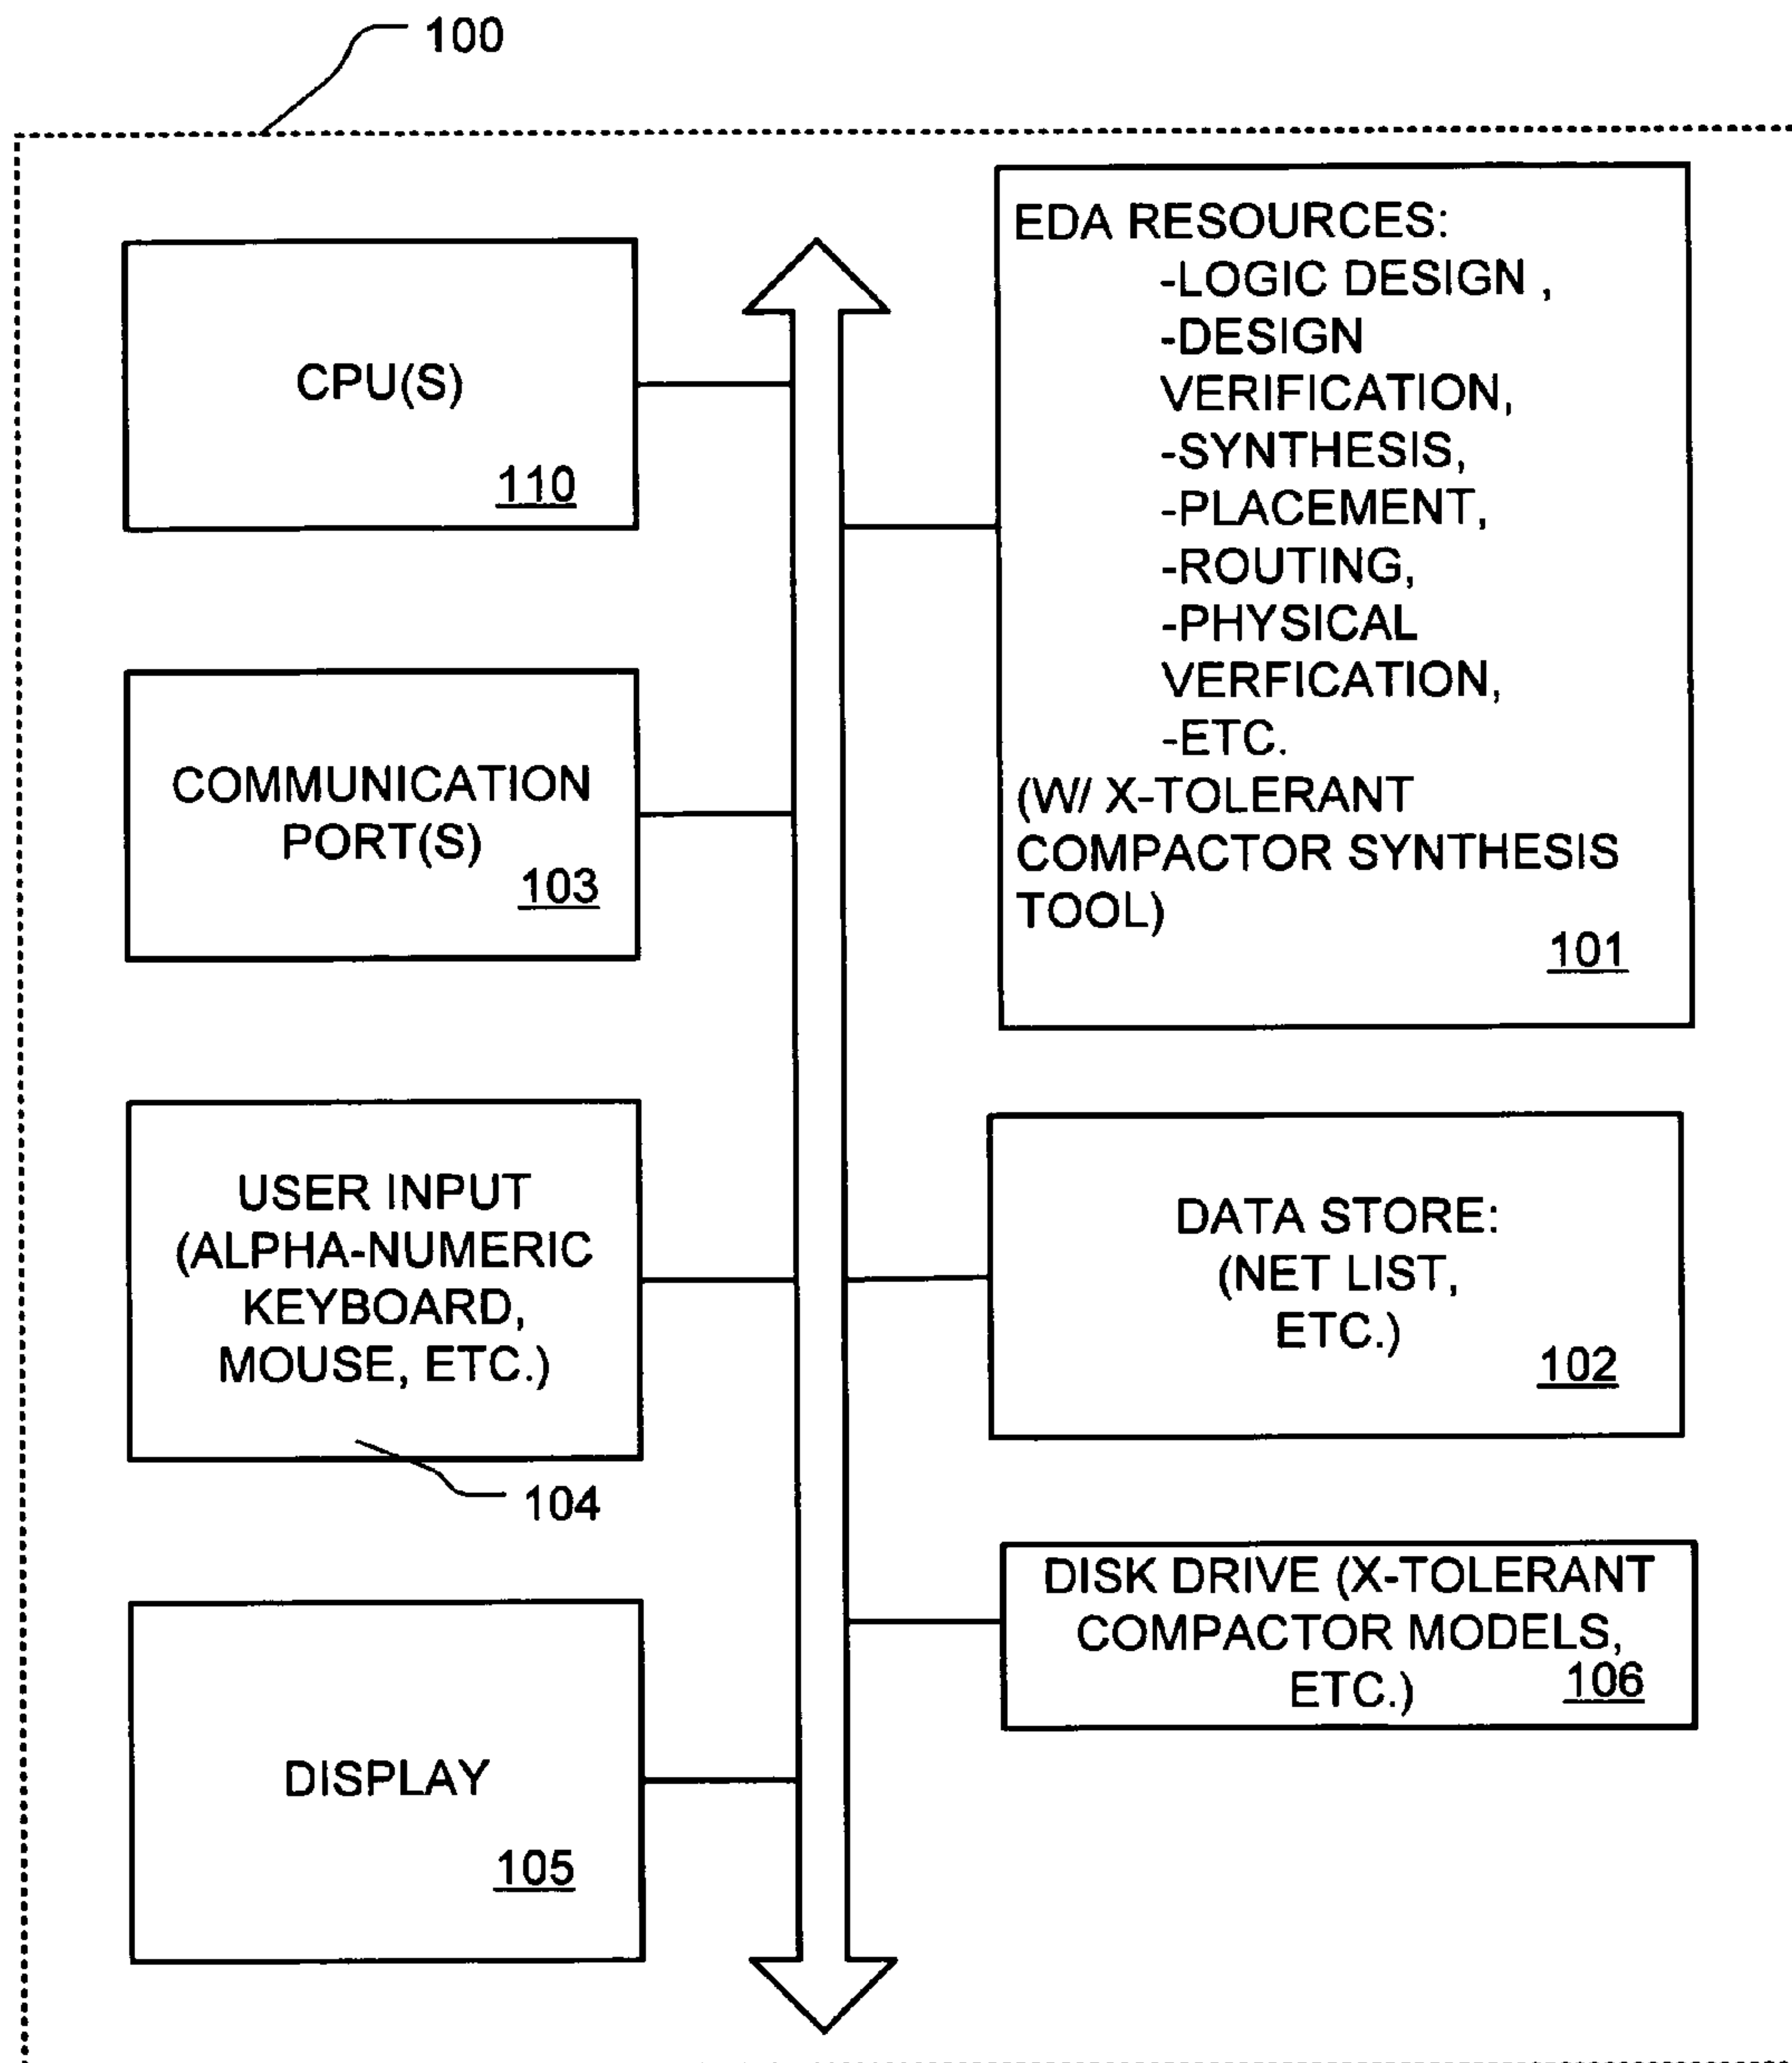 100
CPU(S)
110
COMMUNICATION
PORT(S)
103
USER INPUT
(ALPHA-NUMERIC
KEYBOARD,
MOUSE, ETC.)
104
DISPLAY
105
EDA RESOURCES:
-LOGIC DESIGN ,
-DESIGN
VERIFICATION,
-SYNTHESIS,
-PLACEMENT,
-ROUTING,
-PHYSICAL
VERFICATION,
-ETC.
(W/ X-TOLERANT
COMPACTOR SYNTHESIS
TOOL)
101
DATA STORE:
(NET LIST,
ETC.)
102
DISK DRIVE (X-TOLERANT
COMPACTOR MODELS,
ETC.)
106